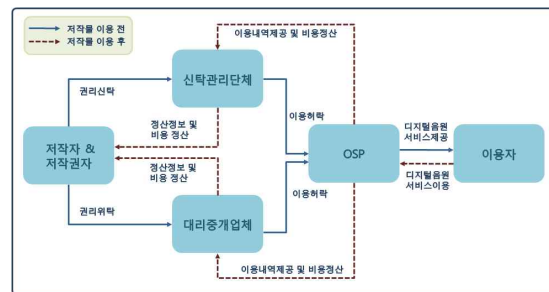 저작물 이용 전
저작물 이용 후
이용내역제공 및 비용정산
신탁관리단체
권리신탁
정산정보 및
비용 정산
이용허락
저작자 &
저작권자
OSP
디지털음원
서비스제공
이용자
디지털음원
서비스이용
정산정보 및
비용 정산
이용허락
권리위탁
대리중개업체
이용내역제공 및 비용정산